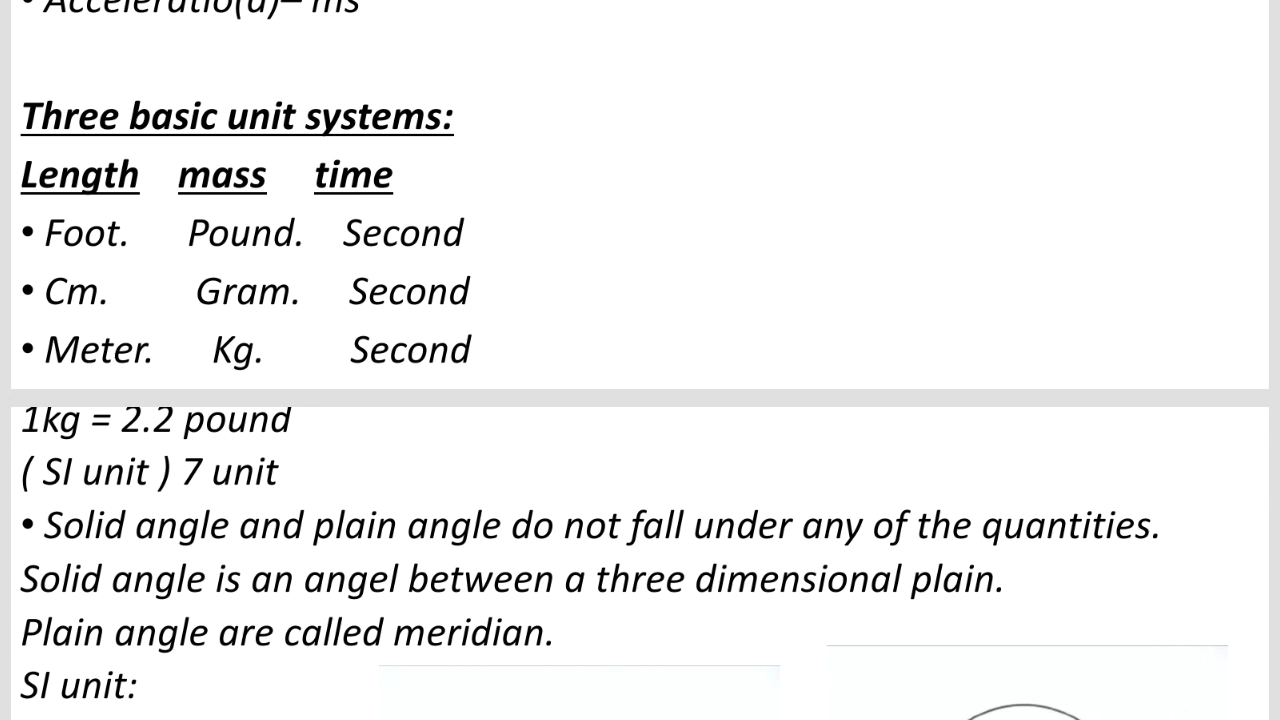 • Acceleratio(a)– ms
Three basic unit systems:
Length mass time
• Foot. Pound. Second
• Cm. Gram. Second
• Meter. Kg. Second
1kg = 2.2 pound
( SI unit ) 7 unit
• Solid angle and plain angle do not fall under any of the quantities.
Solid angle is an angel between a three dimensional plain.
Plain angle are called meridian.
SI unit: